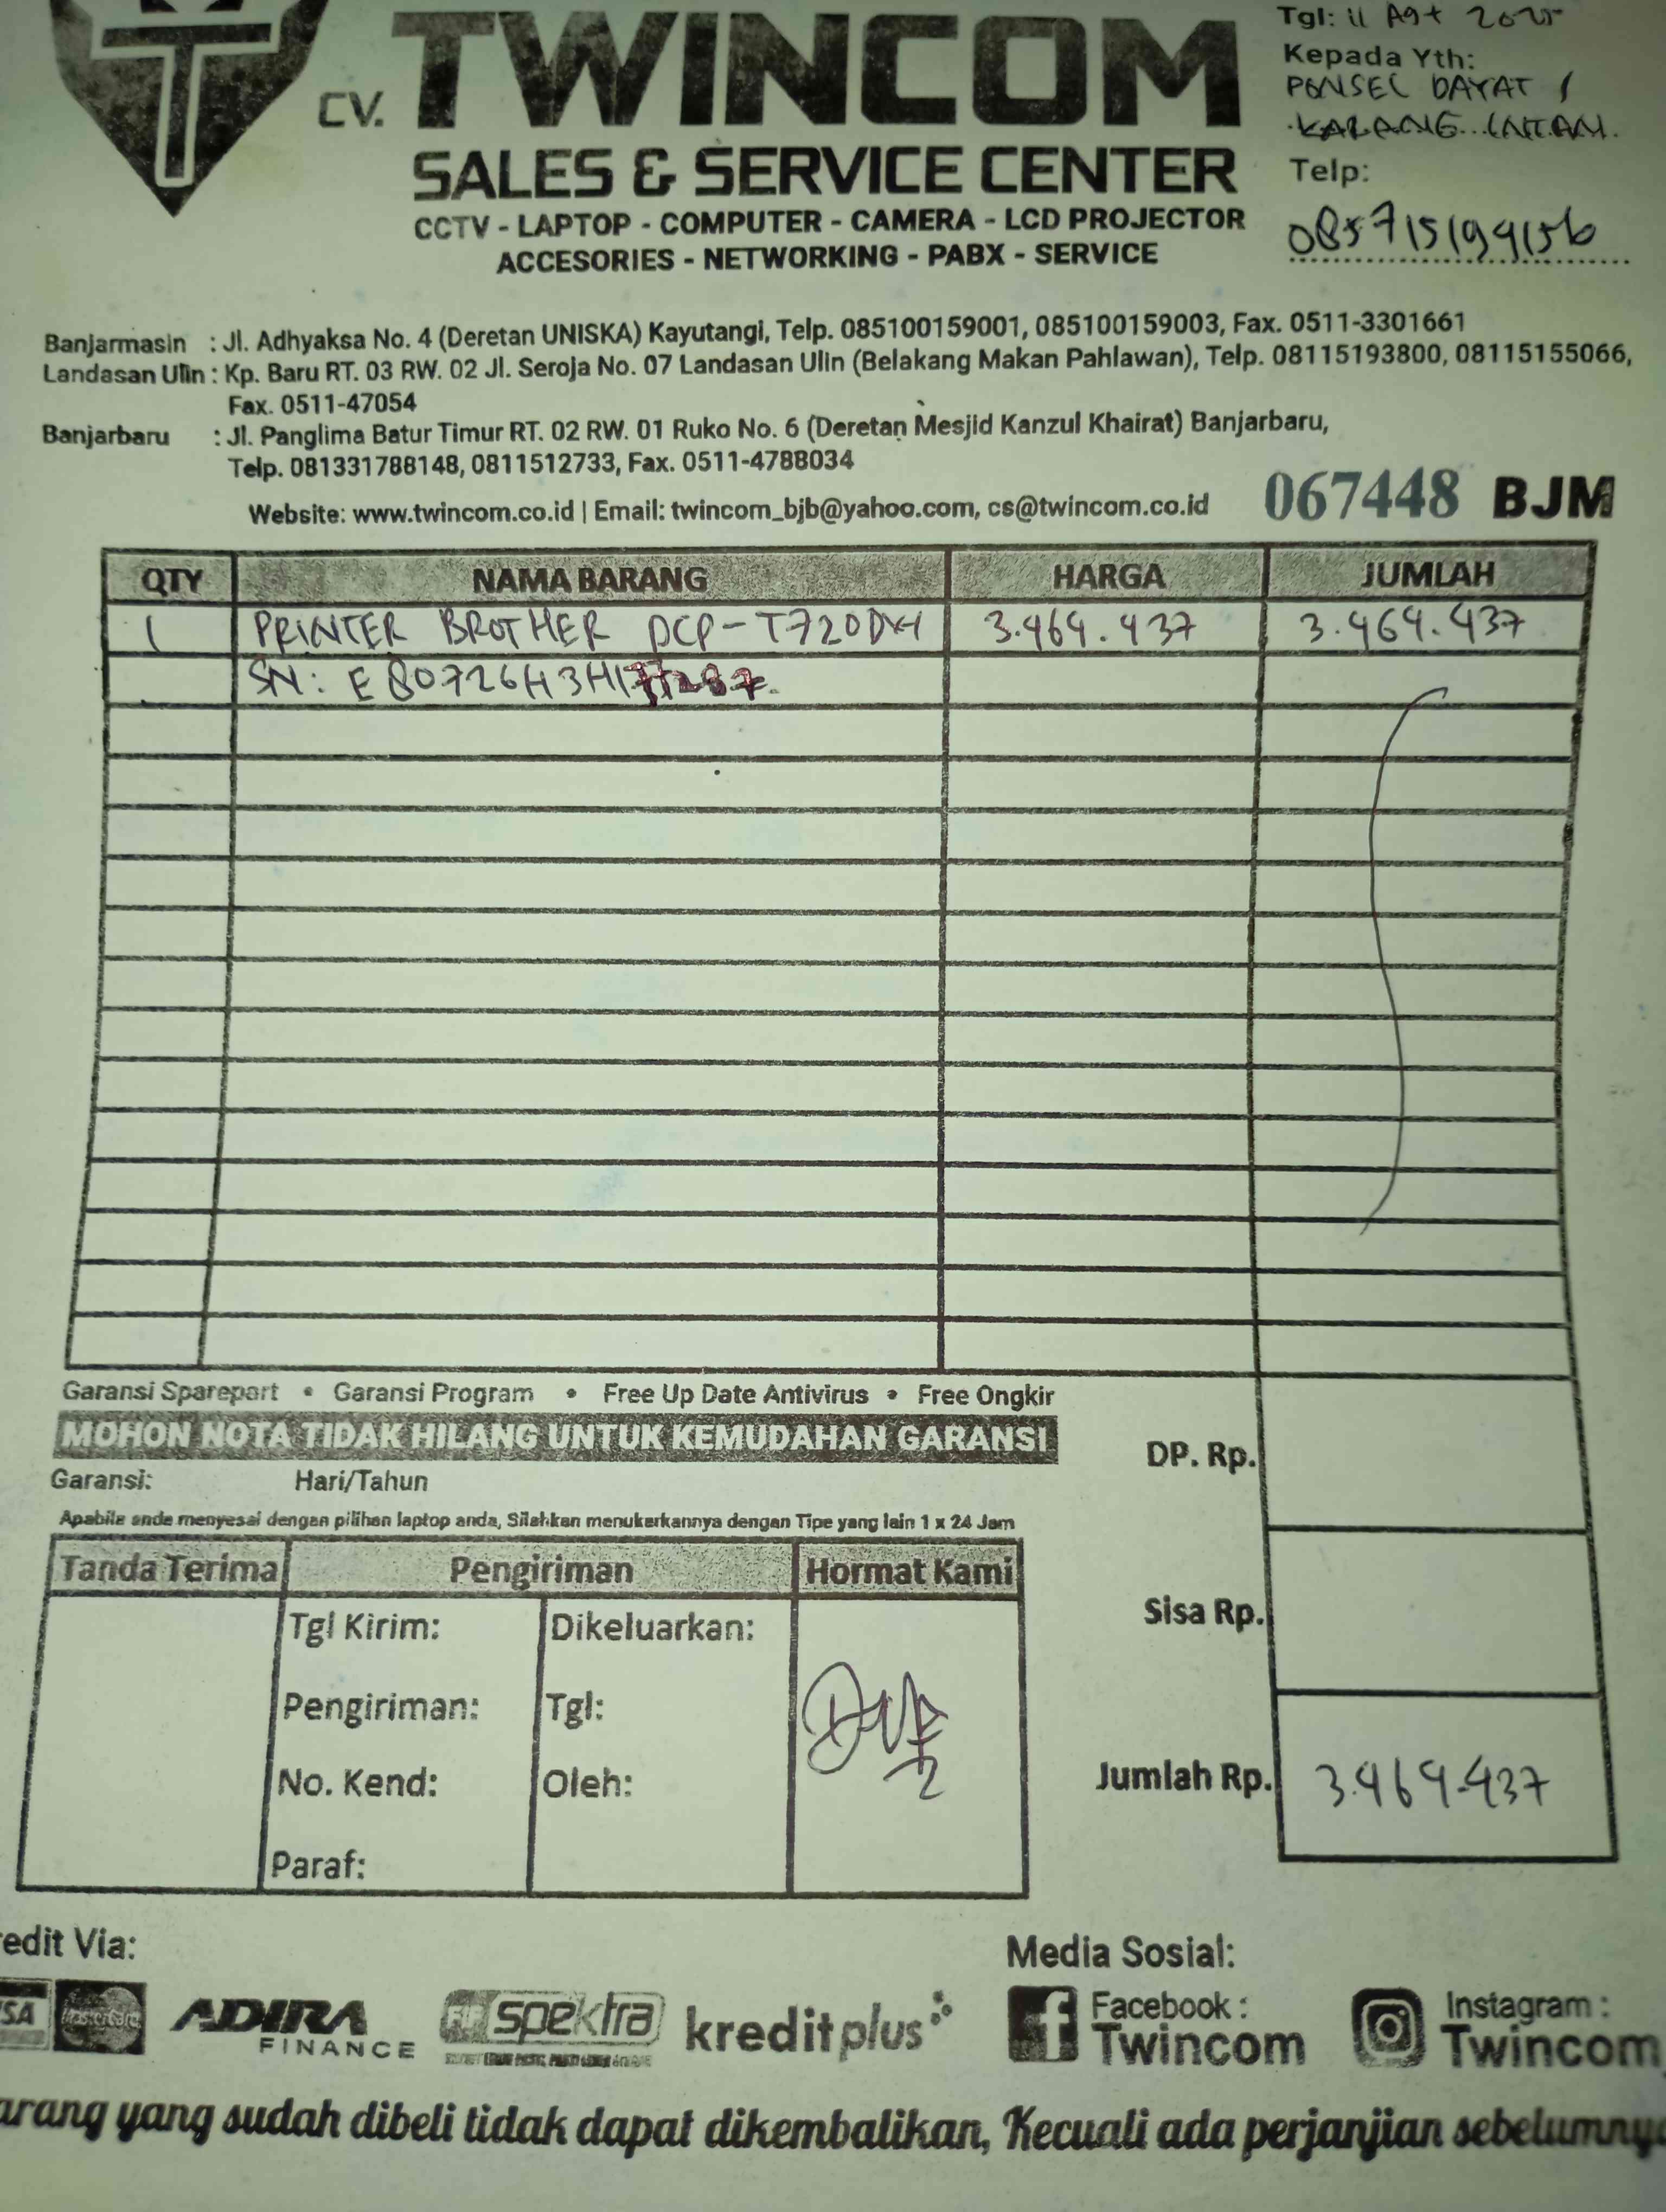 CV. TWINCOM
SALES & SERVICE CENTER
CCTV - LAPTOP - COMPUTER - CAMERA - LCD PROJECTOR
ACCESORIES - NETWORKING - PABX - SERVICE
Tgl: 11 Agt 2025
Kepada Yth:
PONSEL DAYAT /
KARANG INTAN
Telp:
085715194156
Banjarmasin : Jl. Adhyaksa No. 4 (Deretan UNISKA) Kayutangi, Telp. 085100159001, 085100159003, Fax. 0511-3301661
Landasan Ulin : Kp. Baru RT. 03 RW. 02 Jl. Seroja No. 07 Landasan Ulin (Belakang Makan Pahlawan), Telp. 08115193800, 08115155066,
Fax. 0511-47054
Banjarbaru : Jl. Panglima Batur Timur RT. 02 RW. 01 Ruko No. 6 (Deretan Mesjid Kanzul Khairat) Banjarbaru,
Telp. 081331788148, 0811512733, Fax. 0511-4788034
Website: www.twincom.co.id | Email: twincom_bjb@yahoo.com, cs@twincom.co.id
067448 BJM
QTY NAMA BARANG HARGA JUMLAH
1 PRINTER BROTHER DCP-T720DW 3.464.437 3.464.437
SN:
Garansi Sparepart • Garansi Program • Free Up Date Antivirus • Free Ongkir
MOHON NOTA TIDAK HILANG UNTUK KEMUDAHAN GARANSI
Garansi: Hari/Tahun
Apabila anda menyesal dengan pilihan laptop anda, Silahkan menukarkannya dengan Tipe yang lain 1 x 24 Jam
DP. Rp.
Sisa Rp.
Jumlah Rp. 3.464.437
Tanda Terima Pengiriman Hormat Kami
Tgl Kirim: Dikeluarkan:
Pengiriman: Tgl:
No. Kend: Oleh:
Paraf:
edit Via:
Media Sosial:
SA MasterCard ADIRA FINANCE FIF spektra kreditplus
Facebook : Twincom
Instagram : Twincom
arang yang sudah dibeli tidak dapat dikembalikan, Kecuali ada perjanjian sebelumnya